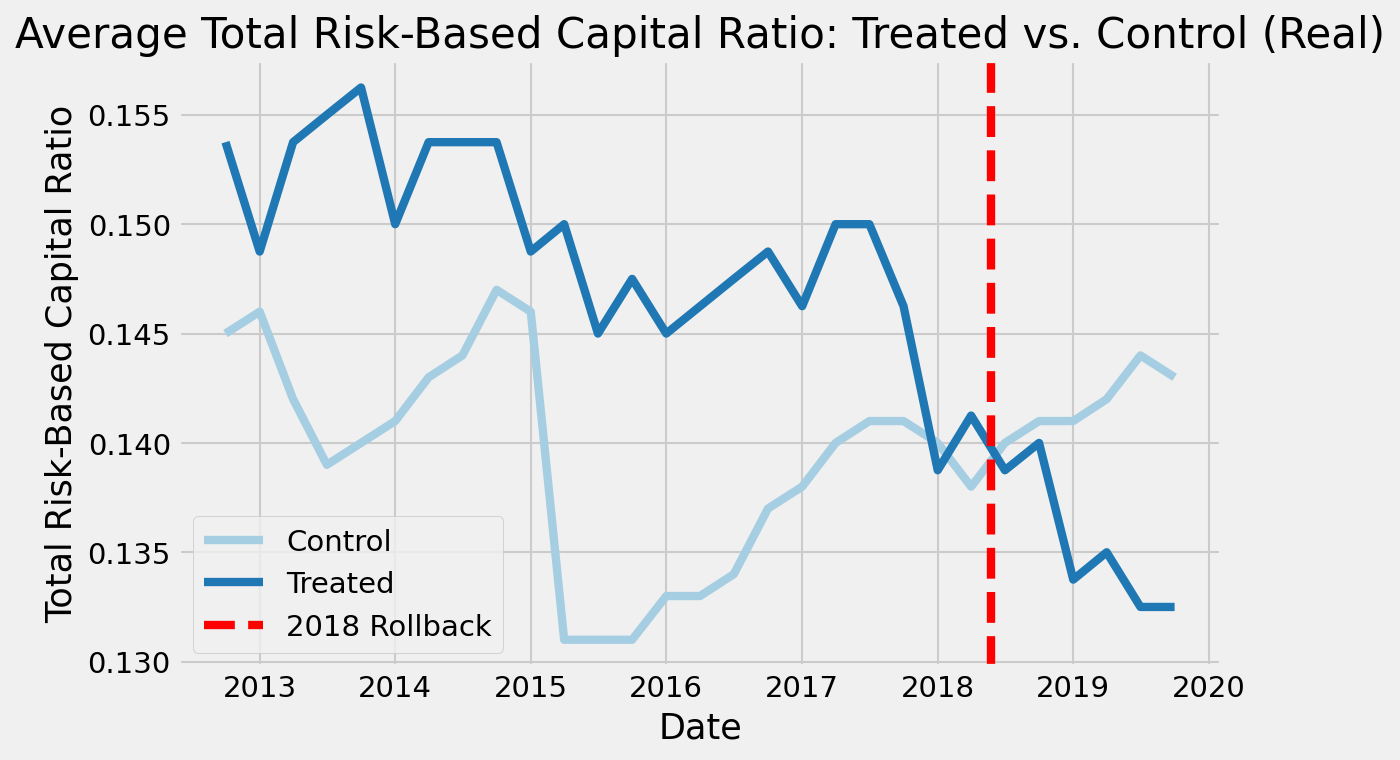 Average Total Risk-Based Capital Ratio: Treated vs. Control (Real)
Total Risk-Based Capital Ratio
0.155
0.150
0.145
0.140
0.135
0.130
Control
Treated
2018 Rollback
2013 2014 2015 2016 2017 2018 2019 2020
Date